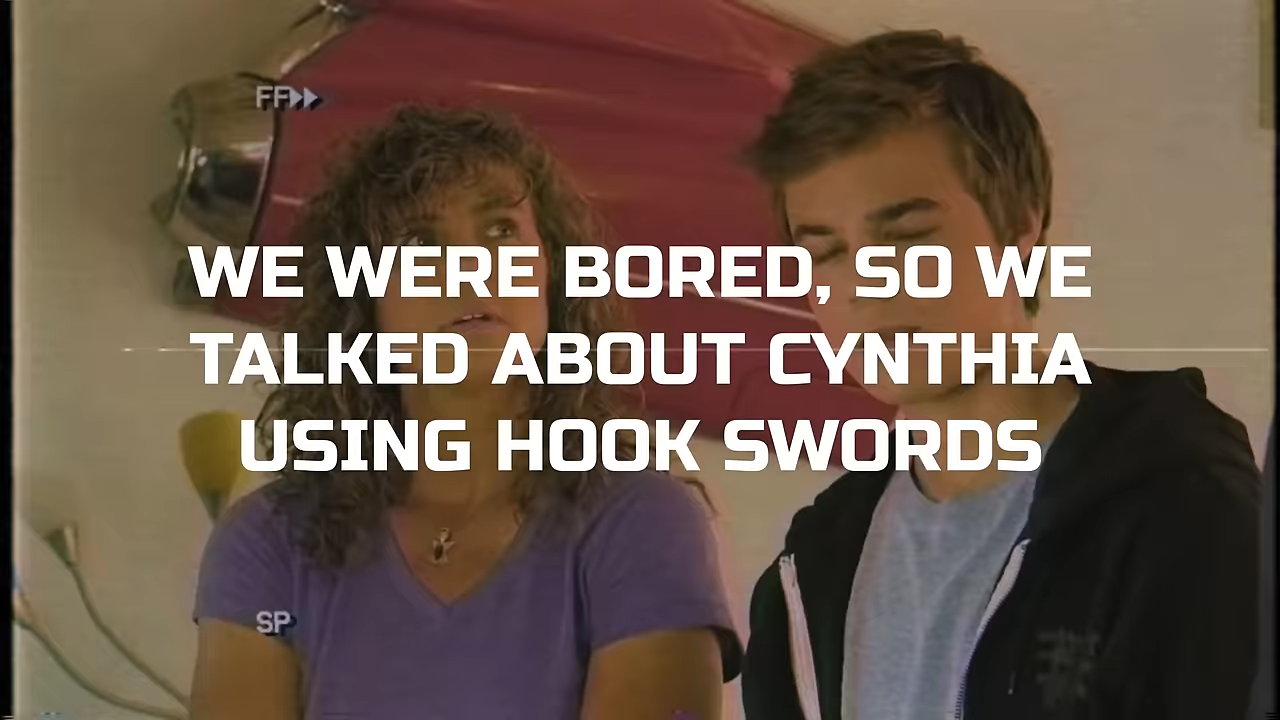 FF▶▶
WE WERE BORED, SO WE
TALKED ABOUT CYNTHIA
USING HOOK SWORDS
SP